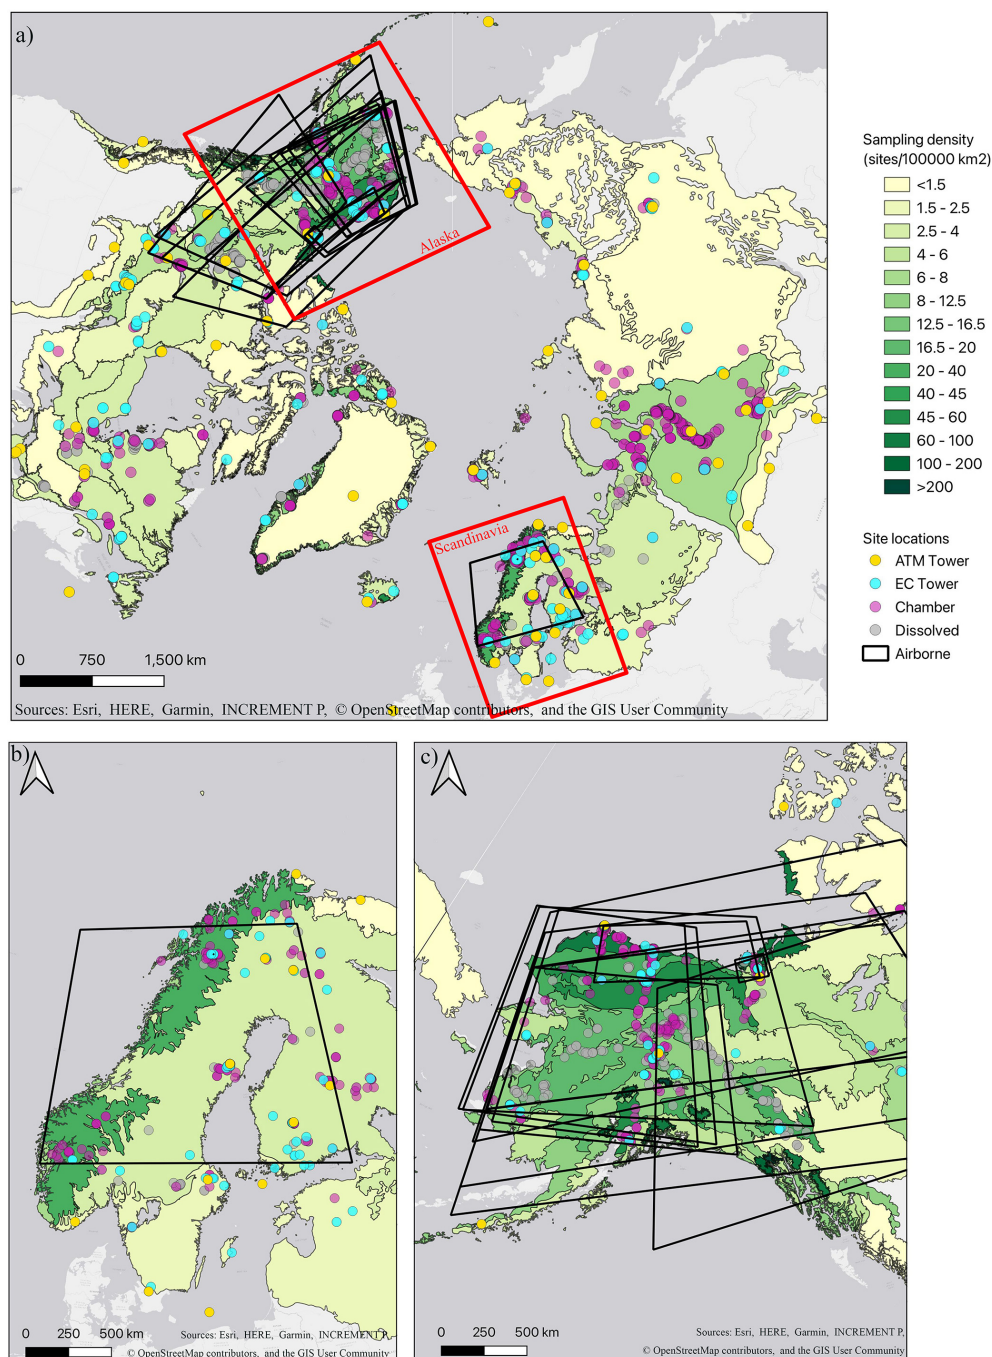 a)
Alaska
Scandinavia
0 750 1,500 km
Sources: Esri, HERE, Garmin, INCREMENT P, © OpenStreetMap contributors, and the GIS User Community
Sampling density
(sites/100000 km2)
<1.5
1.5 - 2.5
2.5 - 4
4 - 6
6 - 8
8 - 12.5
12.5 - 16.5
16.5 - 20
20 - 40
40 - 45
45 - 60
60 - 100
100 - 200
>200
Site locations
ATM Tower
EC Tower
Chamber
Dissolved
Airborne
b)
0 250 500 km
Sources: Esri, HERE, Garmin, INCREMENT P,
© OpenStreetMap contributors, and the GIS User Community
c)
0 250 500 km
Sources: Esri, HERE, Garmin, INCREMENT P,
© OpenStreetMap contributors, and the GIS User Community